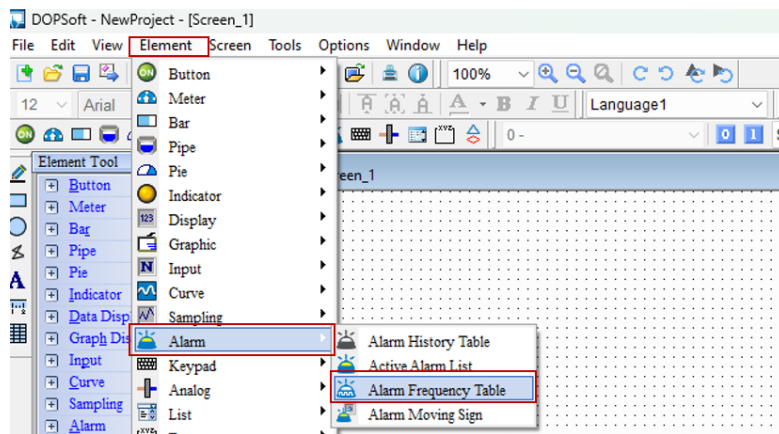 DOPSoft - NewProject - [Screen_1]
File Edit View Element Screen Tools Options Window Help
100%
12 Arial A B I U Language1
0 - 0 1
Element Tool
Button
Meter
Bar
Pipe
Pie
Indicator
Data Disp
Graph Dis
Input
Curve
Sampling
Alarm
ON Button
Meter
Bar
Pipe
Pie
Indicator
123 Display
Graphic
N Input
Curve
Sampling
Alarm
Keypad
Analog
List
reen_1
Alarm History Table
Active Alarm List
Alarm Frequency Table
Alarm Moving Sign